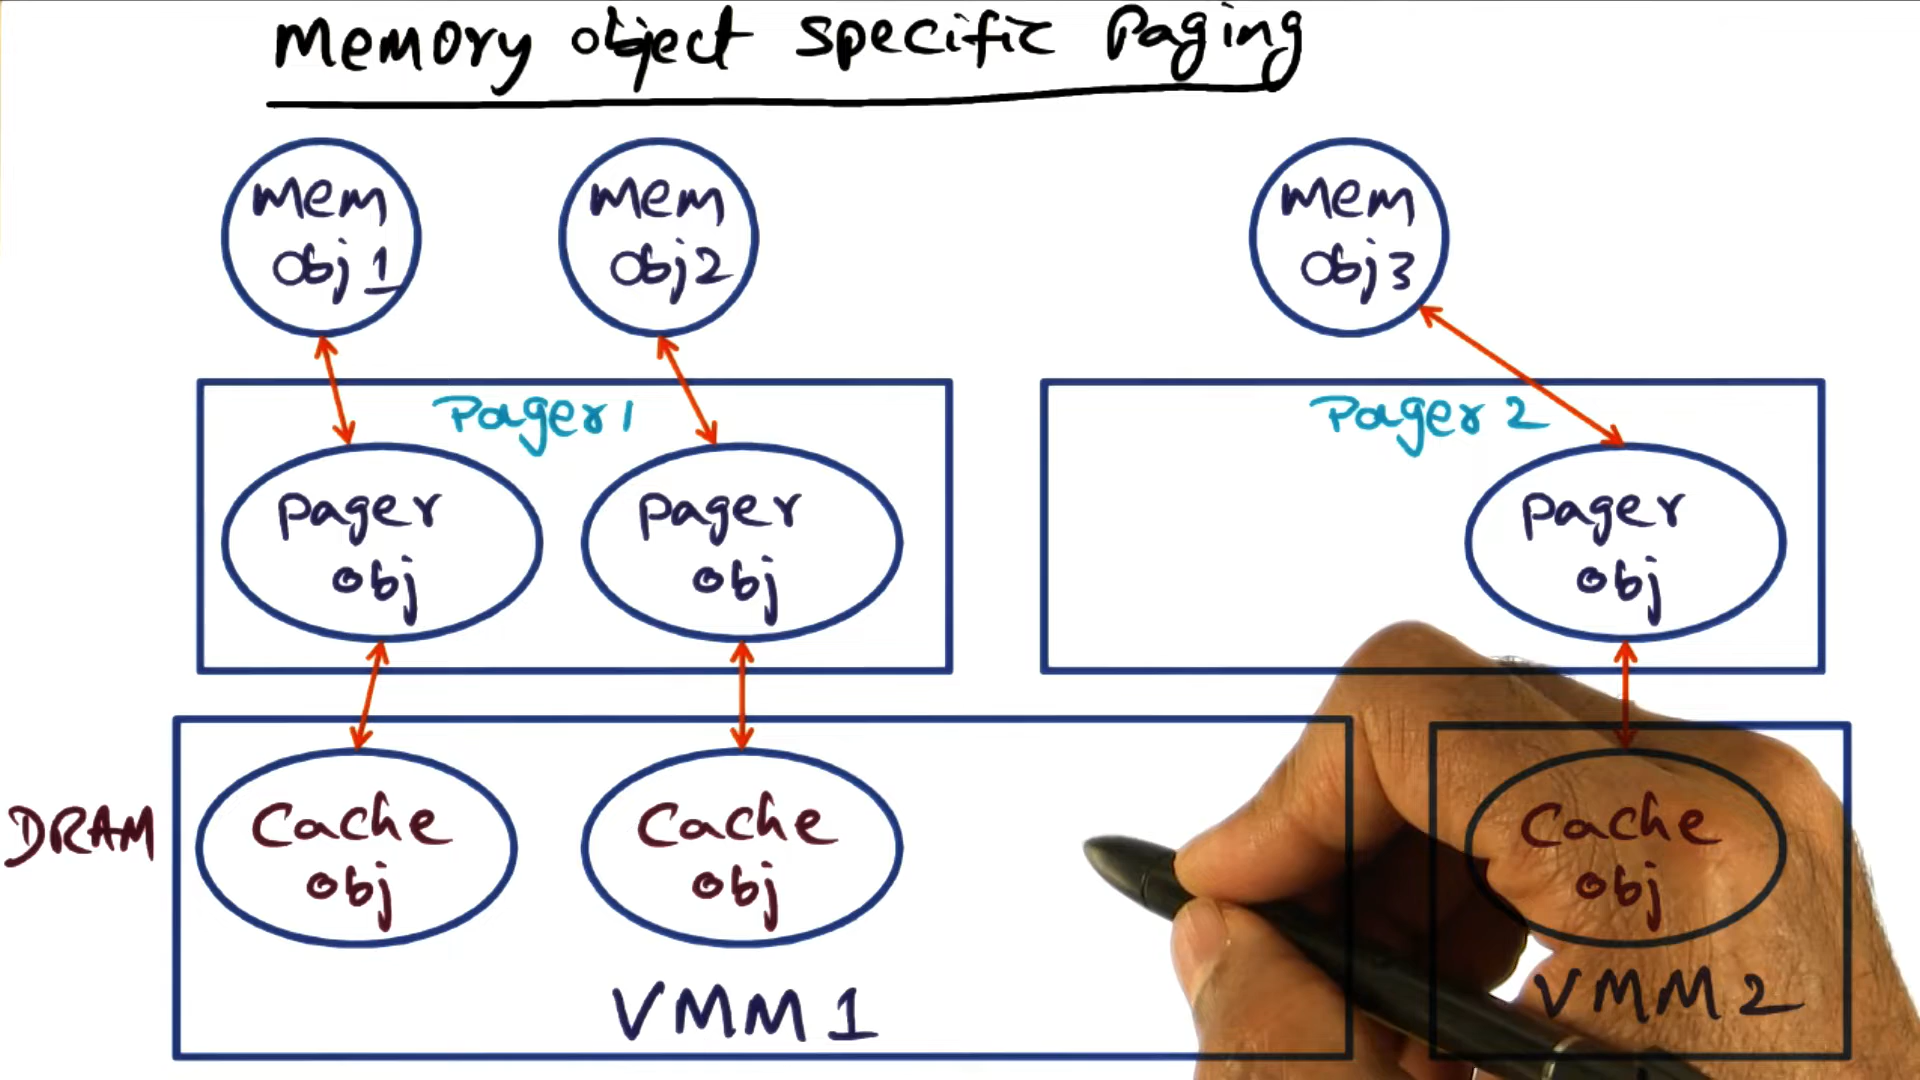 Memory object specific Paging
mem
obj 1
mem
obj 2
mem
obj 3
Pager 1
Pager 2
pager
obj
pager
obj
pager
obj
DRAM
Cache
obj
Cache
obj
Cache
obj
VMM 1
VMM 2